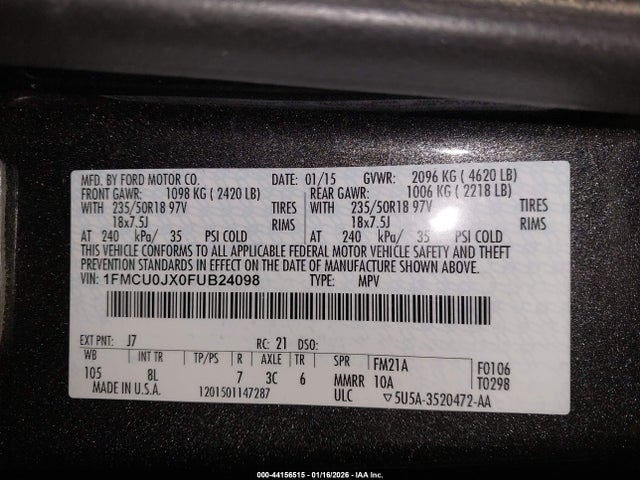 MFD. BY FORD MOTOR CO. DATE: 01/15 GVWR: 2096 KG ( 4620 LB)
FRONT GAWR: 1098 KG ( 2420 LB) REAR GAWR: 1006 KG ( 2218 LB)
WITH 235/50R18 97V TIRES WITH 235/50R18 97V TIRES
18x7.5J RIMS 18x7.5J RIMS
AT 240 kPa/ 35 PSI COLD AT 240 kPa/ 35 PSI COLD
THIS VEHICLE CONFORMS TO ALL APPLICABLE FEDERAL MOTOR VEHICLE SAFETY AND THEFT
PREVENTION STANDARDS IN EFFECT ON THE DATE OF MANUFACTURE SHOWN ABOVE.
VIN: 1FMCU0JX0FUB24098 TYPE: MPV
EXT PNT: J7 RC: 21 DSO:
WB INT TR TP/PS R AXLE TR SPR FM21A F0106
105 8L 7 3C 6 MMRR 10A T0298
MADE IN U.S.A. 1201501147287 ULC ▽5U5A-3520472-AA
000-44156515 - 01/16/2026 - IAA Inc.